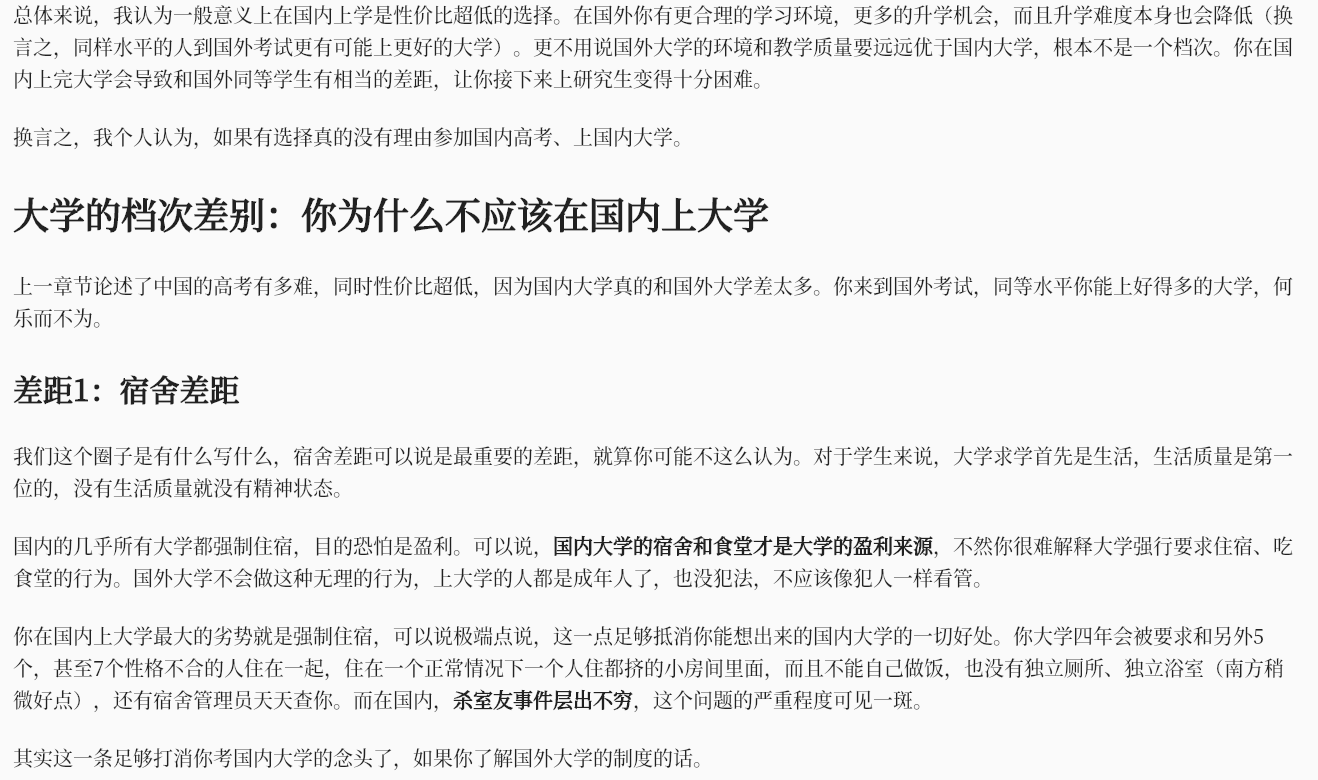 总体来说，我认为一般意义上在国内上学是性价比超低的选择。在国外你有更合理的学习环境，更多的升学机会，而且升学难度本身也会降低（换
言之，同样水平的人到国外考试更有可能上更好的大学）。更不用说国外大学的环境和教学质量要远远优于国内大学，根本不是一个档次。你在国
内上完大学会导致和国外同等学生有相当的差距，让你接下来上研究生变得十分困难。
换言之，我个人认为，如果有选择真的没有理由参加国内高考、上国内大学。
大学的档次差别：你为什么不应该在国内上大学
上一章节论述了中国的高考有多难，同时性价比超低，因为国内大学真的和国外大学差太多。你来到国外考试，同等水平你能上好得多的大学，何
乐而不为。
差距1：宿舍差距
我们这个圈子是有什么写什么，宿舍差距可以说是最重要的差距，就算你可能不这么认为。对于学生来说，大学求学首先是生活，生活质量是第一
位的，没有生活质量就没有精神状态。
国内的几乎所有大学都强制住宿，目的恐怕是盈利。可以说，国内大学的宿舍和食堂才是大学的盈利来源，不然你很难解释大学强行要求住宿、吃
食堂的行为。国外大学不会做这种无理的行为，上大学的人都是成年人了，也没犯法，不应该像犯人一样看管。
你在国内上大学最大的劣势就是强制住宿，可以说极端点说，这一点足够抵消你能想出来的国内大学的一切好处。你大学四年会被要求和另外5
个，甚至7个性格不合的人住在一起，住在一个正常情况下一个人住都挤的小房间里面，而且不能自己做饭，也没有独立厕所、独立浴室（南方稍
微好点），还有宿舍管理员天天查你。而在国内，杀室友事件层出不穷，这个问题的严重程度可见一斑。
其实这一条足够打消你考国内大学的念头了，如果你了解国外大学的制度的话。